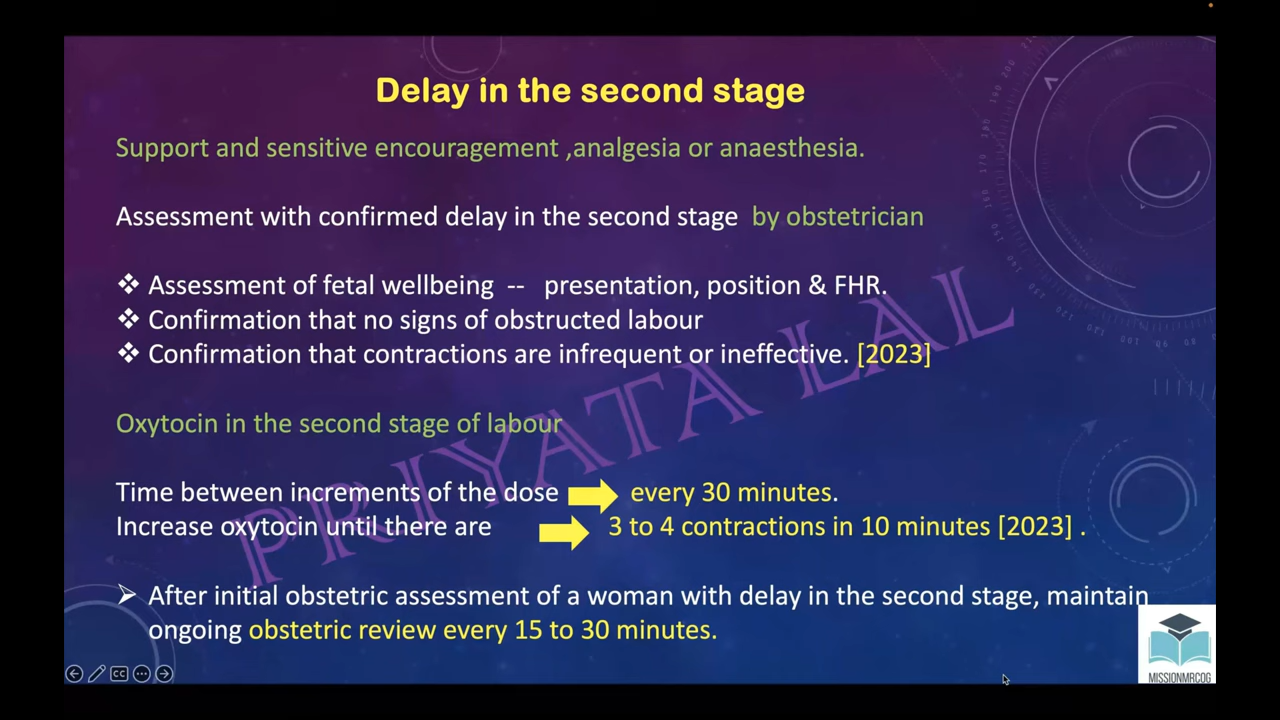 Delay in the second stage
Support and sensitive encouragement ,analgesia or anaesthesia.
Assessment with confirmed delay in the second stage by obstetrician
❖ Assessment of fetal wellbeing -- presentation, position & FHR.
❖ Confirmation that no signs of obstructed labour
❖ Confirmation that contractions are infrequent or ineffective. [2023]
PRIYATA LAL
Oxytocin in the second stage of labour
Time between increments of the dose every 30 minutes.
Increase oxytocin until there are 3 to 4 contractions in 10 minutes [2023] .
➢ After initial obstetric assessment of a woman with delay in the second stage, maintain
ongoing obstetric review every 15 to 30 minutes.
CC
MISSIONMRCOG